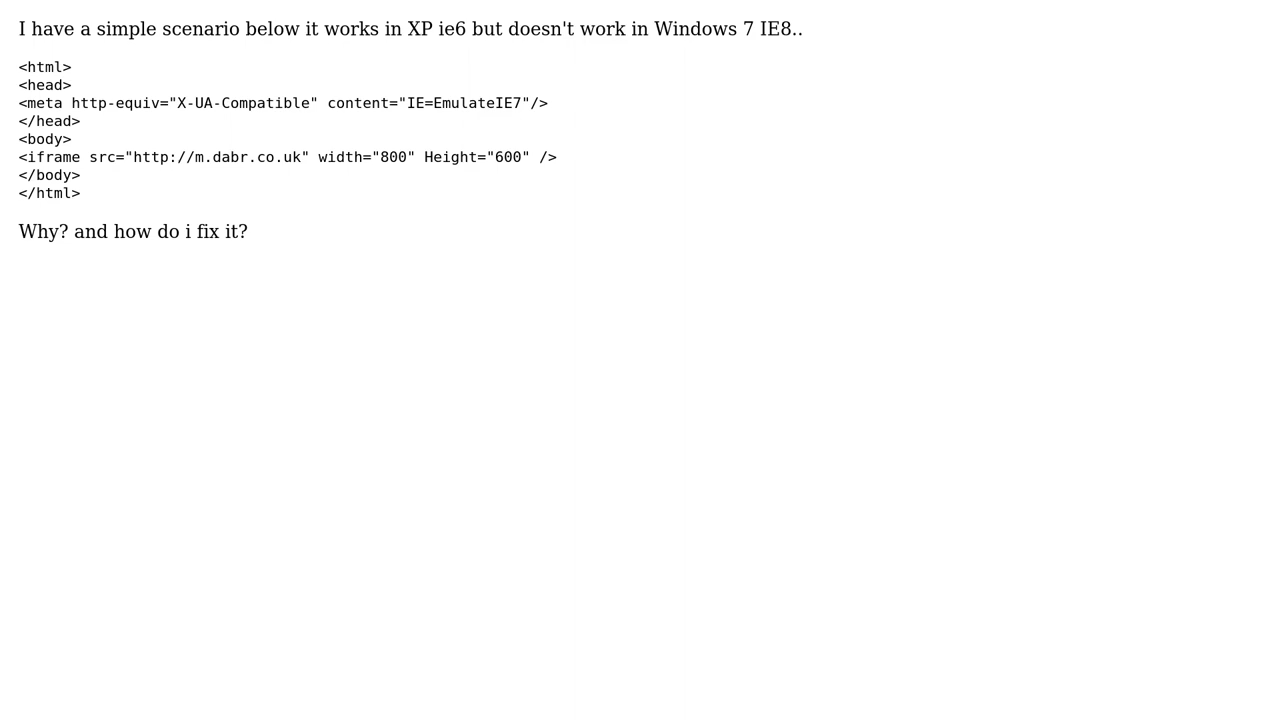 I have a simple scenario below it works in XP ie6 but doesn't work in Windows 7 IE8..
<html>
<head>
<meta http-equiv="X-UA-Compatible" content="IE=EmulateIE7"/>
</head>
<body>
<iframe src="http://m.dabr.co.uk" width="800" Height="600" />
</body>
</html>
Why? and how do i fix it?